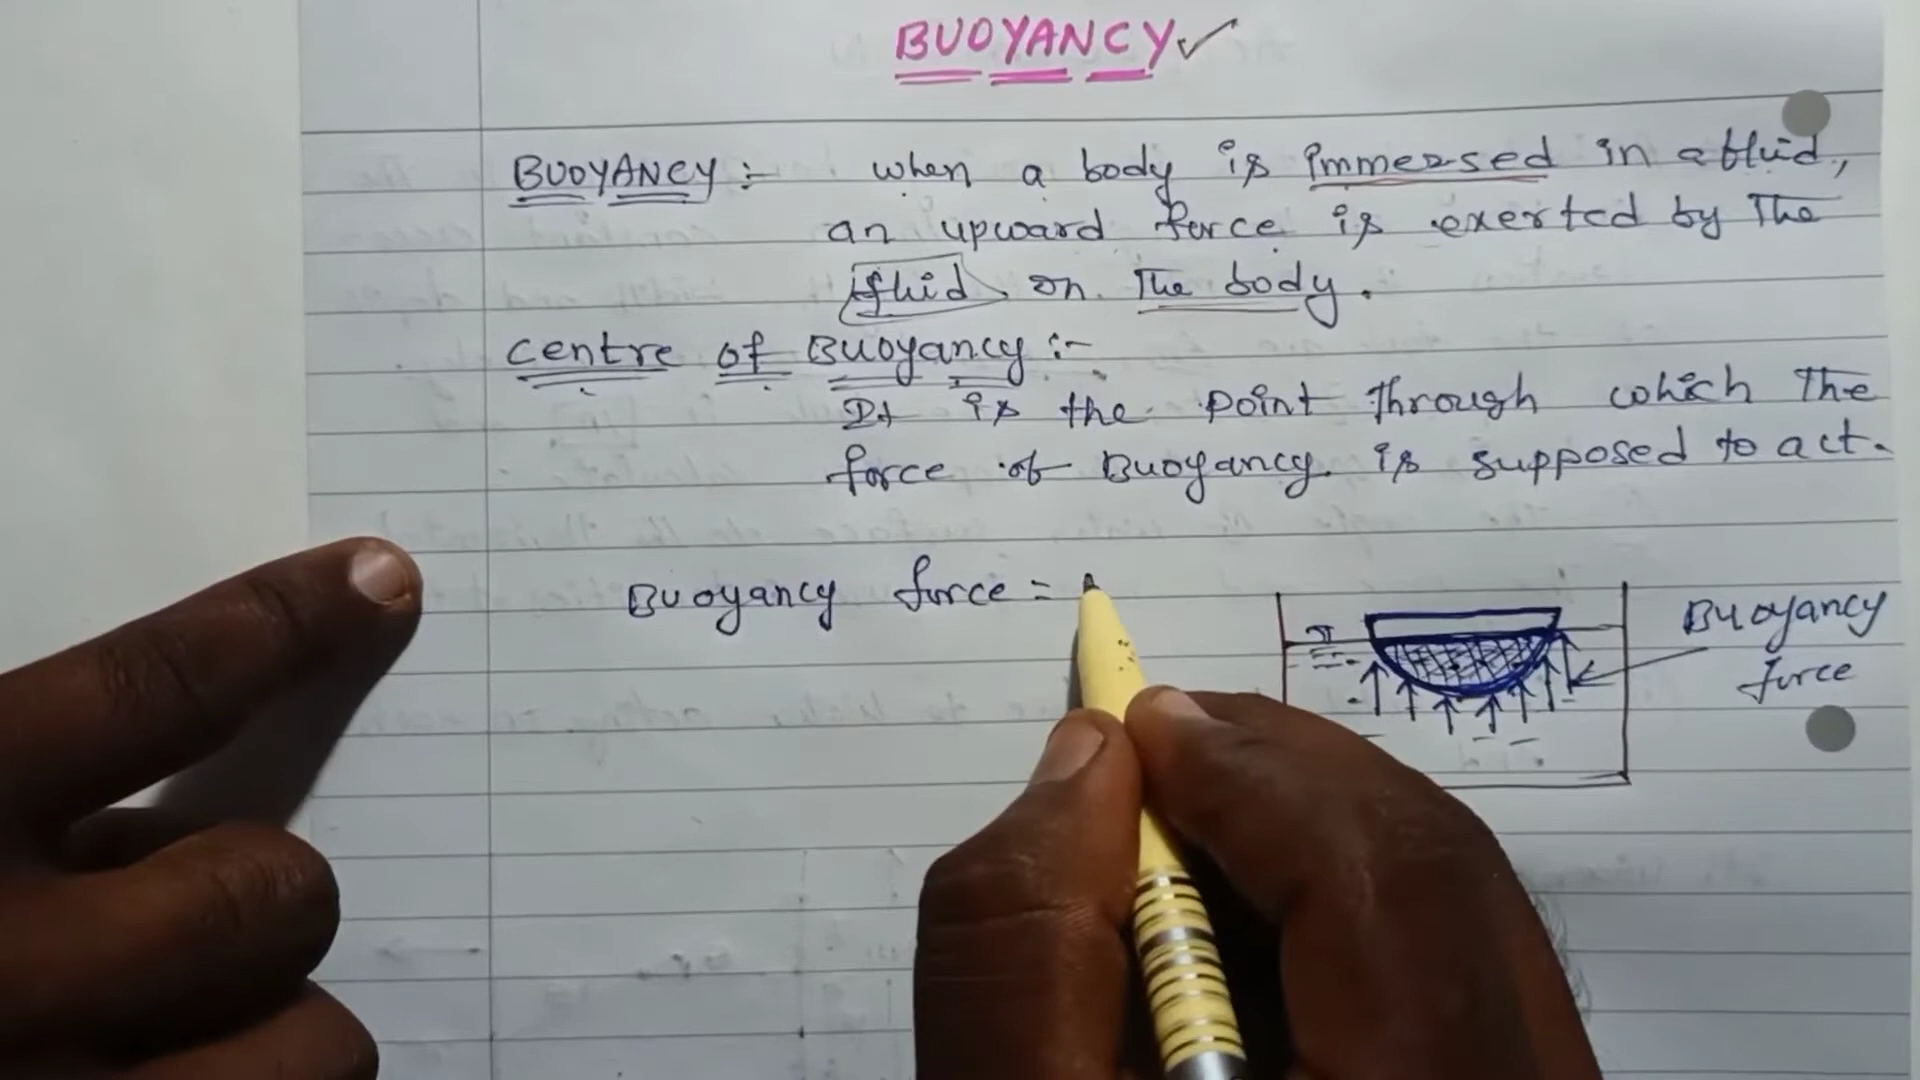 BUOYANCY✓
BUOYANCY :- when a body is immersed in a fluid,
an upward force is exerted by The
fluid on The body.
centre of Buoyancy :-
It is the point through which The
force of Buoyancy is supposed to act.
Buoyancy force =
Buoyancy
force